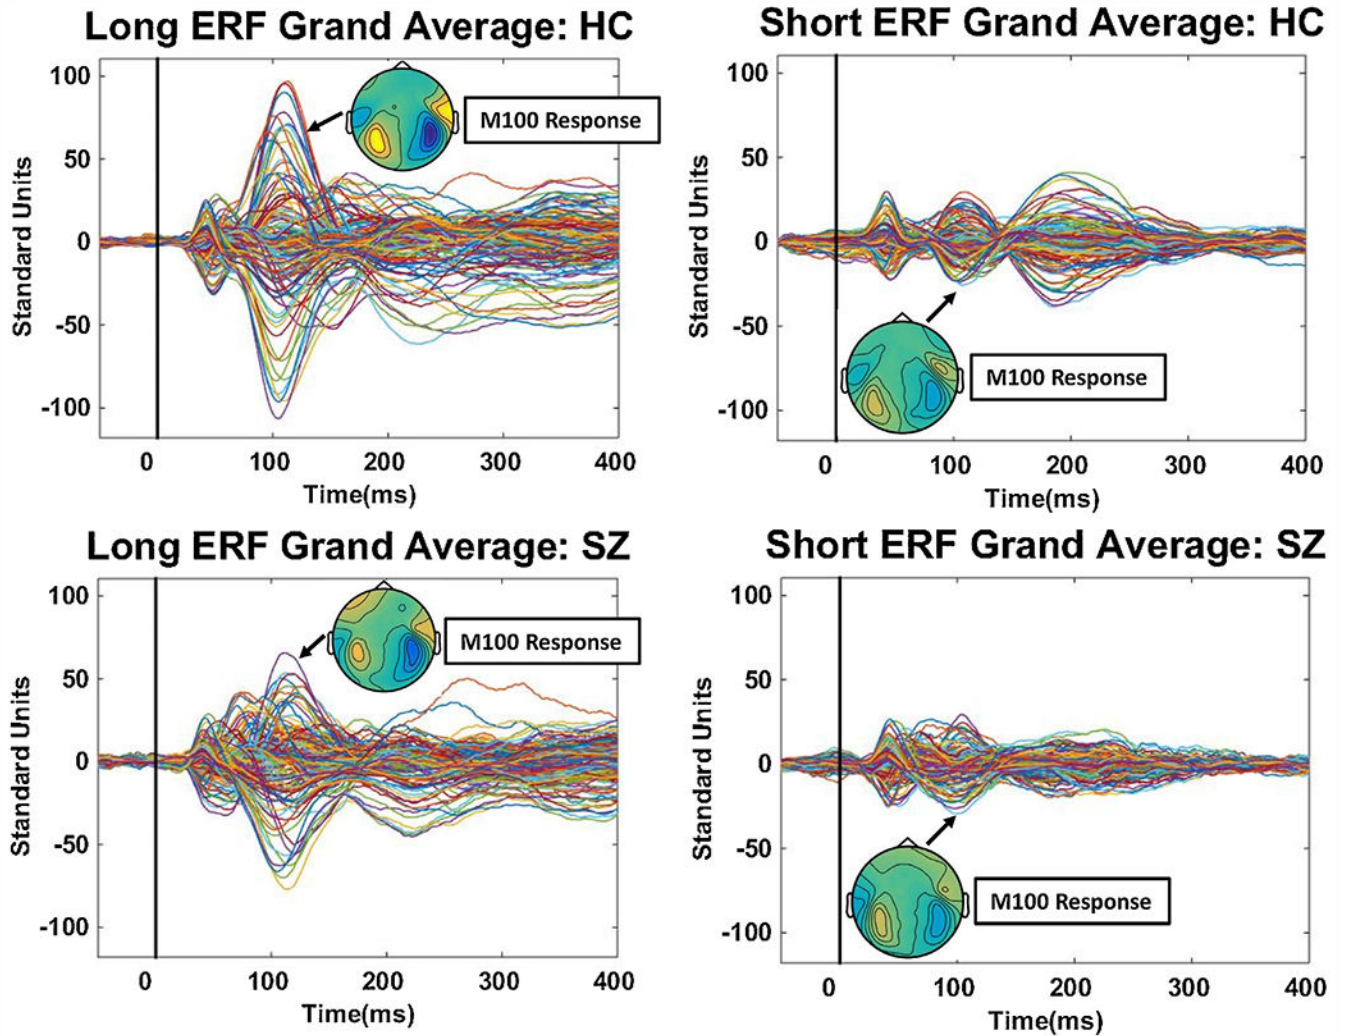 Long ERF Grand Average: HC
100
50
0
-50
-100
Standard Units
M100 Response
0 100 200 300 400
Time(ms)
Short ERF Grand Average: HC
100
50
0
-50
-100
Standard Units
M100 Response
0 100 200 300 400
Time(ms)
Long ERF Grand Average: SZ
100
50
0
-50
-100
Standard Units
M100 Response
0 100 200 300 400
Time(ms)
Short ERF Grand Average: SZ
100
50
0
-50
-100
Standard Units
M100 Response
0 100 200 300 400
Time(ms)